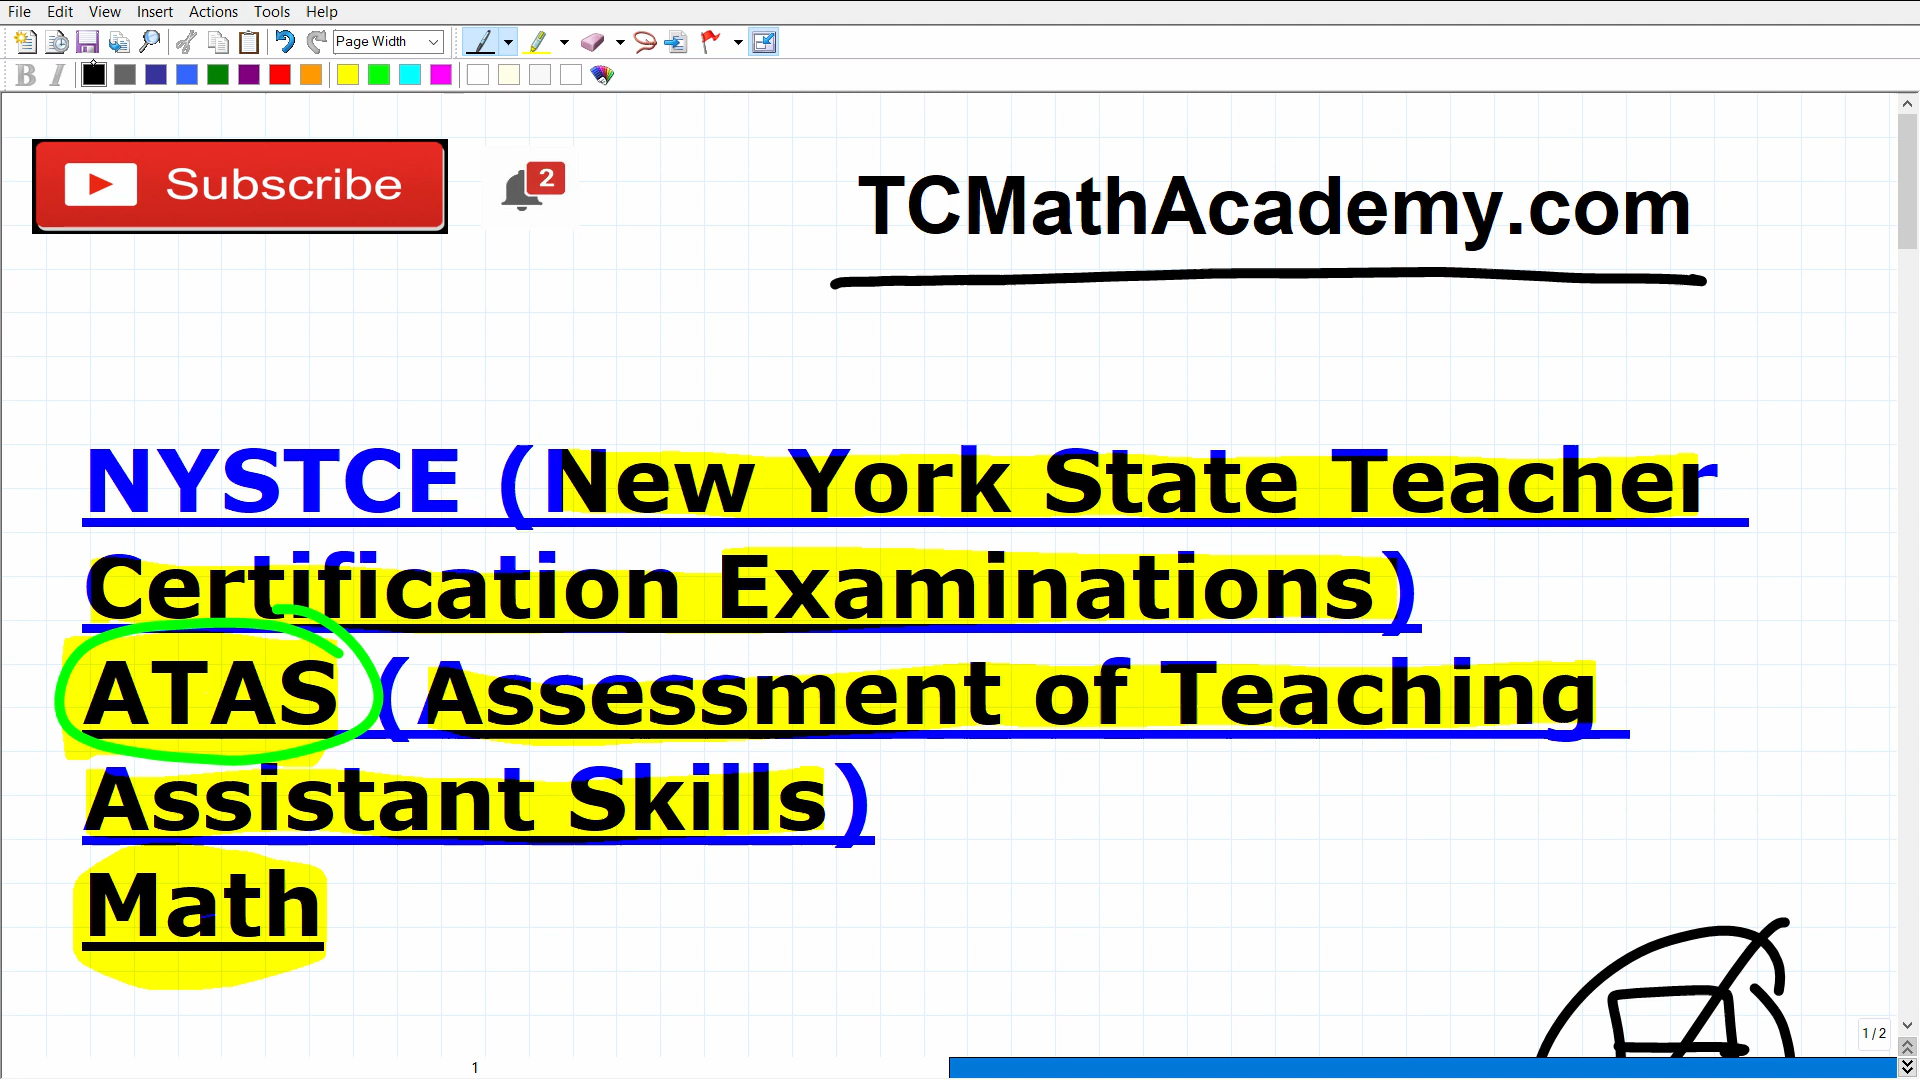 File Edit View Insert Actions Tools Help
Page Width
B I
Subscribe 2
TCMathAcademy.com
NYSTCE (New York State Teacher
Certification Examinations)
ATAS (Assessment of Teaching
Assistant Skills)
Math
1 / 2
1